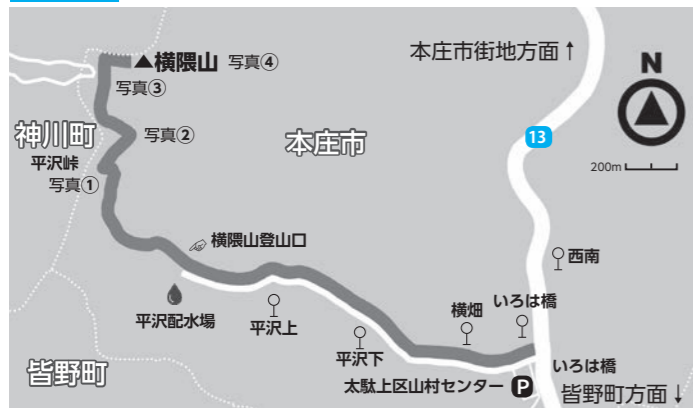 ▲横隈山 写真④
写真③
本庄市街地方面↑
N
13
200m
神川町
写真②
本庄市
平沢峠
写真①
横隈山登山口
西南
平沢配水場
平沢上
平沢下
横畑
いろは橋
いろは橋
太駄上区山村センター P
皆野町
皆野町方面↓